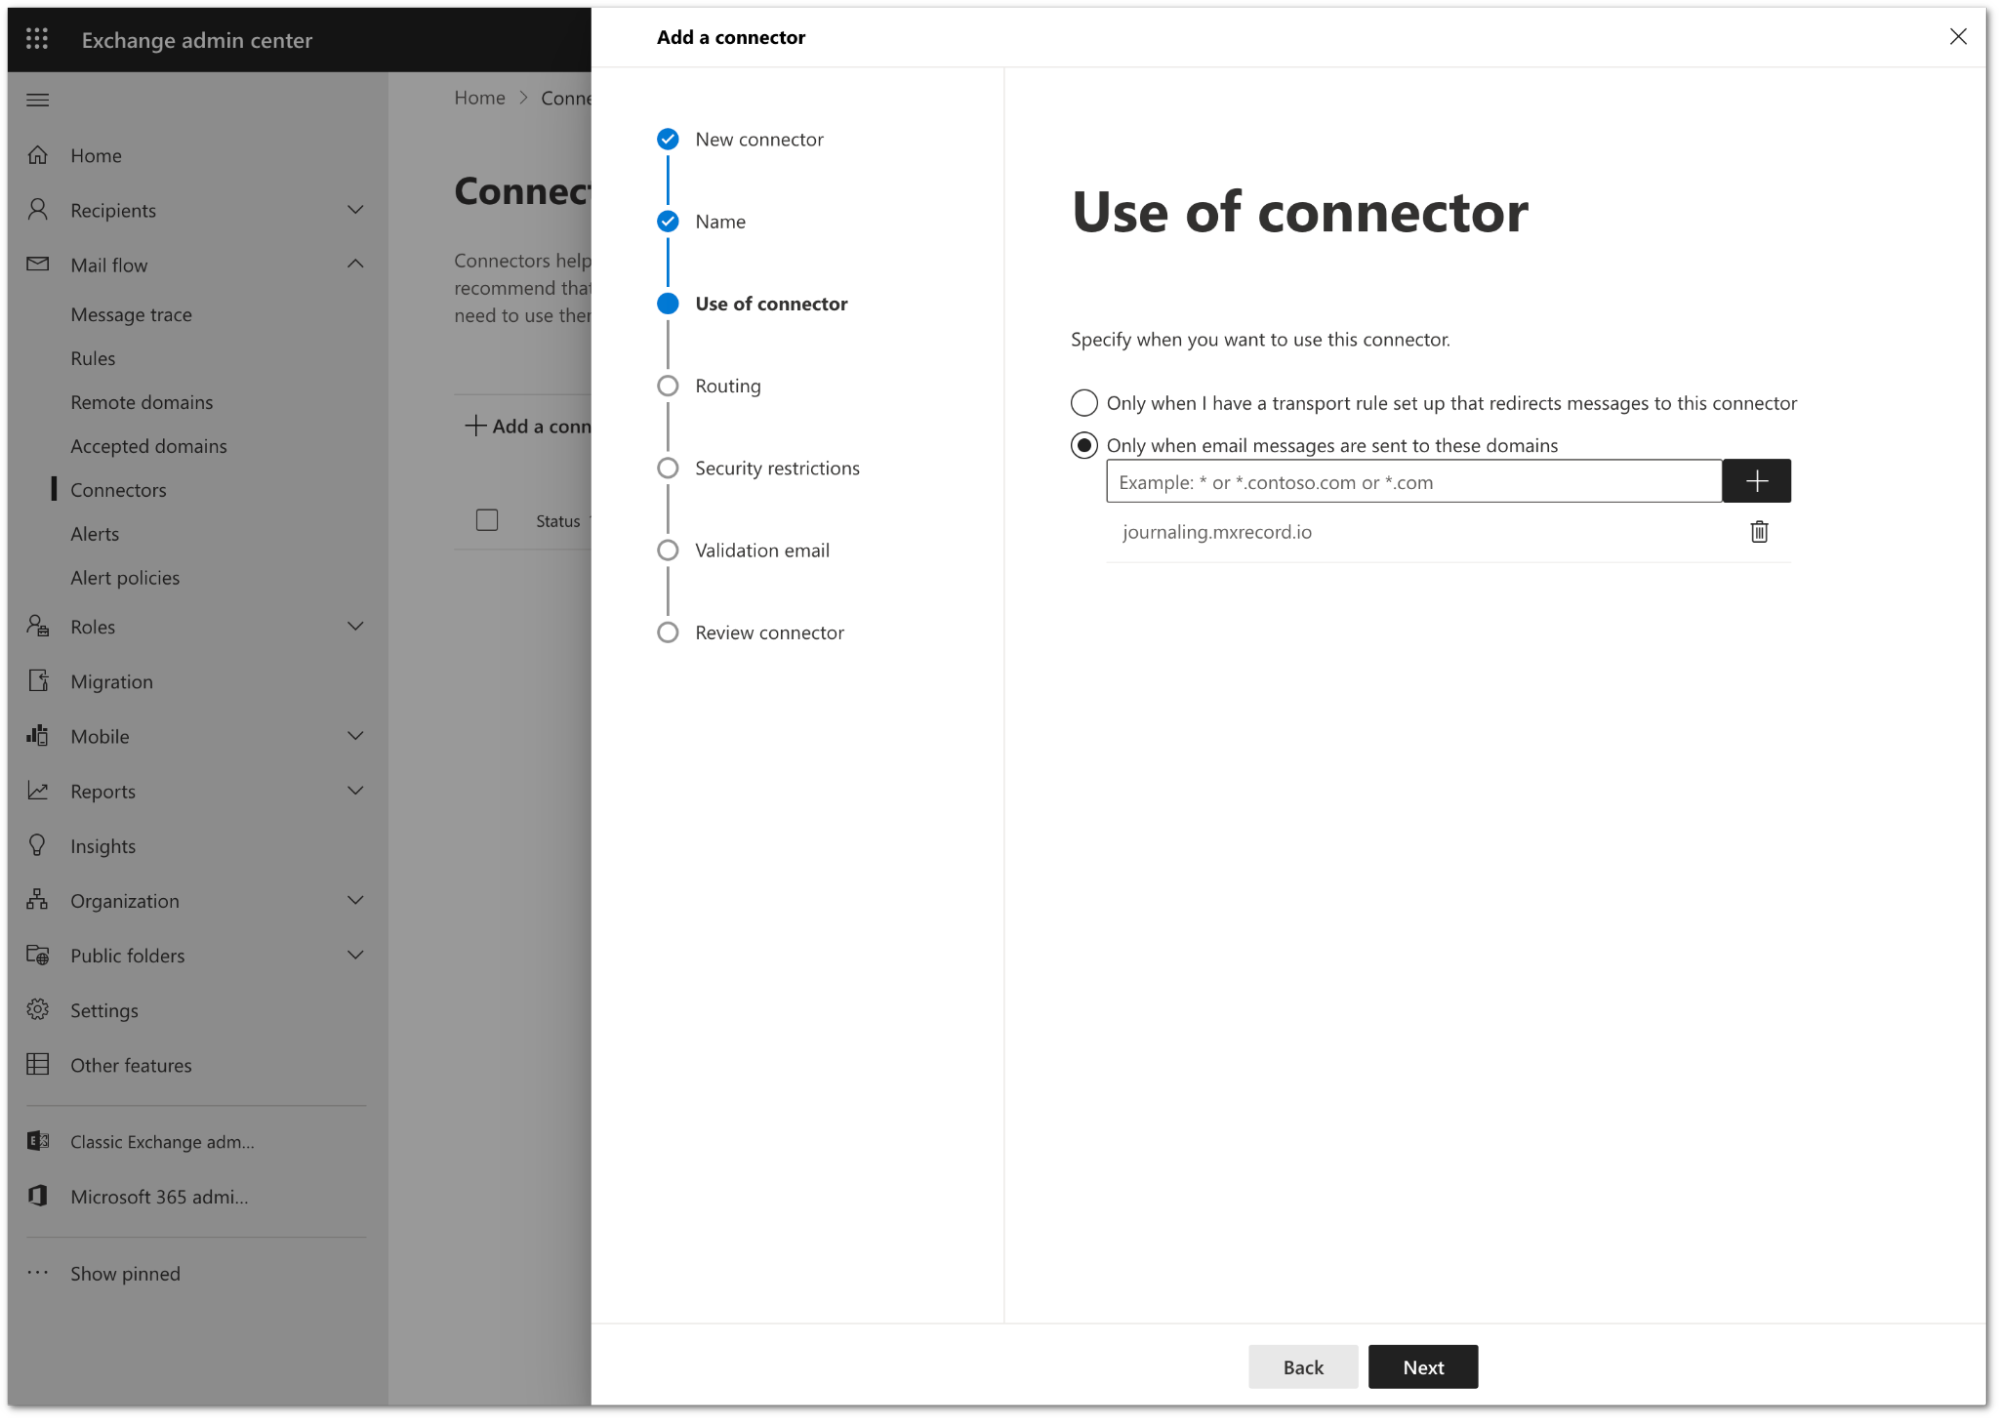 Exchange admin center
Home
Recipients
Mail flow
Message trace
Rules
Remote domains
Accepted domains
Connectors
Alerts
Alert policies
Roles
Migration
Mobile
Reports
Insights
Organization
Public folders
Settings
Other features
Classic Exchange adm...
Microsoft 365 admi...
Show pinned
Home > Conne
Connect
Connectors help
recommend that
need to use ther
Add a conn
Status
Add a connector
New connector
Name
Use of connector
Routing
Security restrictions
Validation email
Review connector
Use of connector
Specify when you want to use this connector.
Only when I have a transport rule set up that redirects messages to this connector
Only when email messages are sent to these domains
Example: * or *.contoso.com or *.com
journaling.mxrecord.io
Back
Next